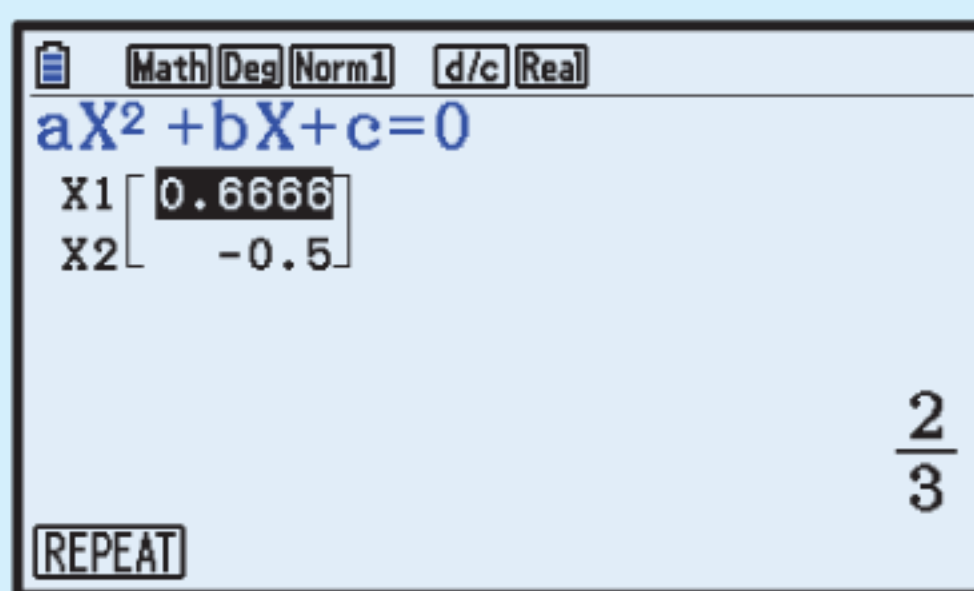 Math Deg Norm1 d/c Real
aX² +bX+c=0
X1[ 0.6666]
X2[ -0.5]
2
3
REPEAT